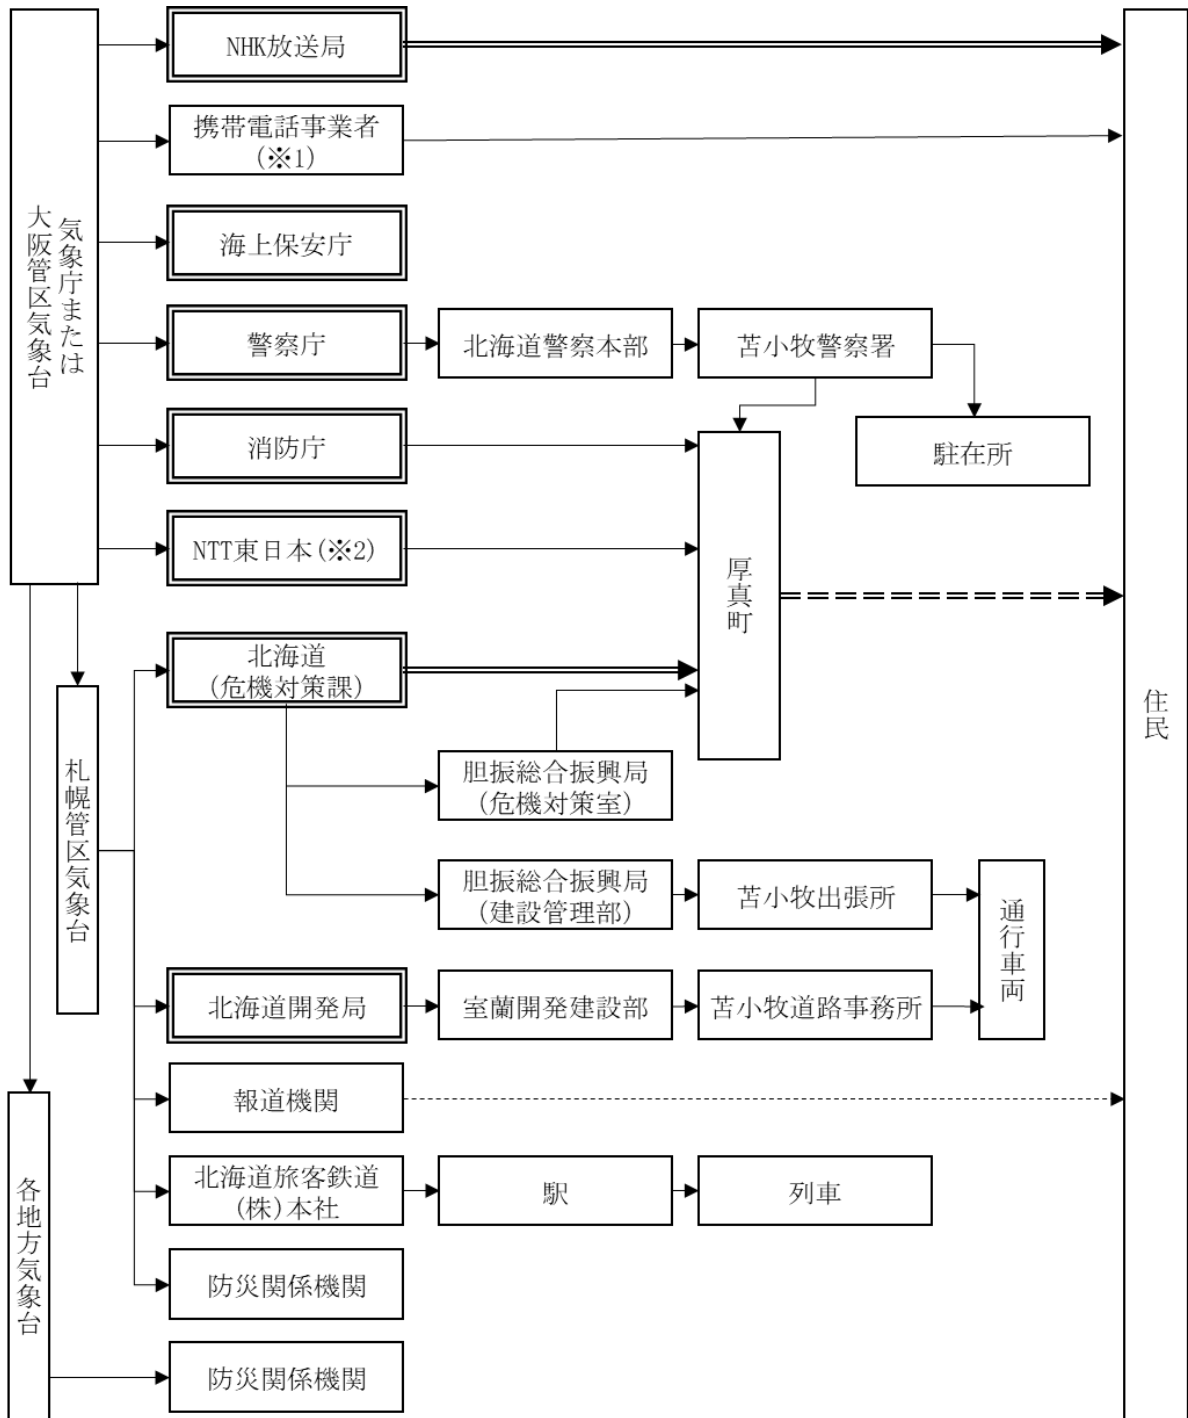 気象庁または
大阪管区気象台
NHK放送局
携帯電話事業者
(※1)
海上保安庁
警察庁
北海道警察本部
苫小牧警察署
駐在所
消防庁
NTT東日本(※2)
厚真町
北海道
(危機対策課)
胆振総合振興局
(危機対策室)
住民
札幌管区気象台
胆振総合振興局
(建設管理部)
苫小牧出張所
通行車両
北海道開発局
室蘭開発建設部
苫小牧道路事務所
報道機関
各地方気象台
北海道旅客鉄道
(株)本社
駅
列車
防災関係機関
防災関係機関